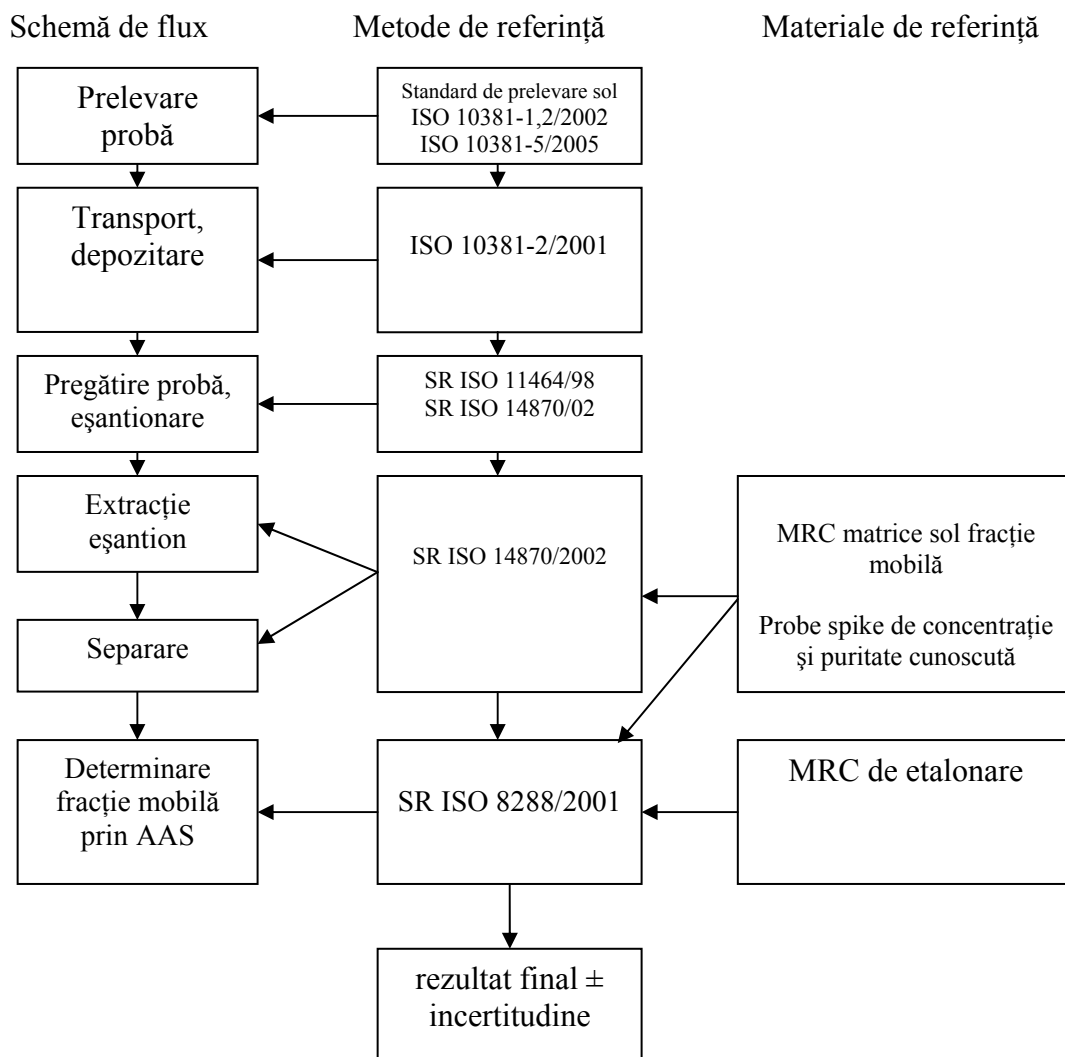 Schemă de flux
Metode de referință
Materiale de referință
Prelevare
probă
Standard de prelevare sol
ISO 10381-1,2/2002
ISO 10381-5/2005
Transport,
depozitare
ISO 10381-2/2001
Pregătire probă,
eşantionare
SR ISO 11464/98
SR ISO 14870/02
Extracție
eşantion
SR ISO 14870/2002
MRC matrice sol fracție
mobilă
Probe spike de concentrație
şi puritate cunoscută
Separare
Determinare
fracție mobilă
prin AAS
SR ISO 8288/2001
MRC de etalonare
rezultat final ±
incertitudine